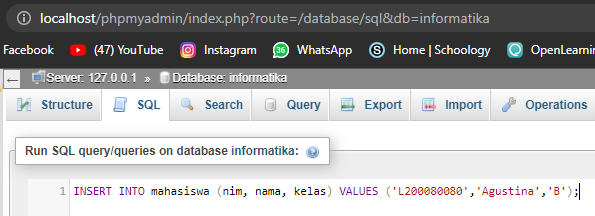 localhost/phpmyadmin/index.php?route=/database/sql&db=informatika
Facebook (47) YouTube Instagram 36 WhatsApp Home | Schoology OpenLearnin
Server: 127.0.0.1 » Database: informatika
Structure SQL Search Query Export Import Operations
Run SQL query/queries on database informatika:
1 INSERT INTO mahasiswa (nim, nama, kelas) VALUES ('L200080080','Agustina','B');